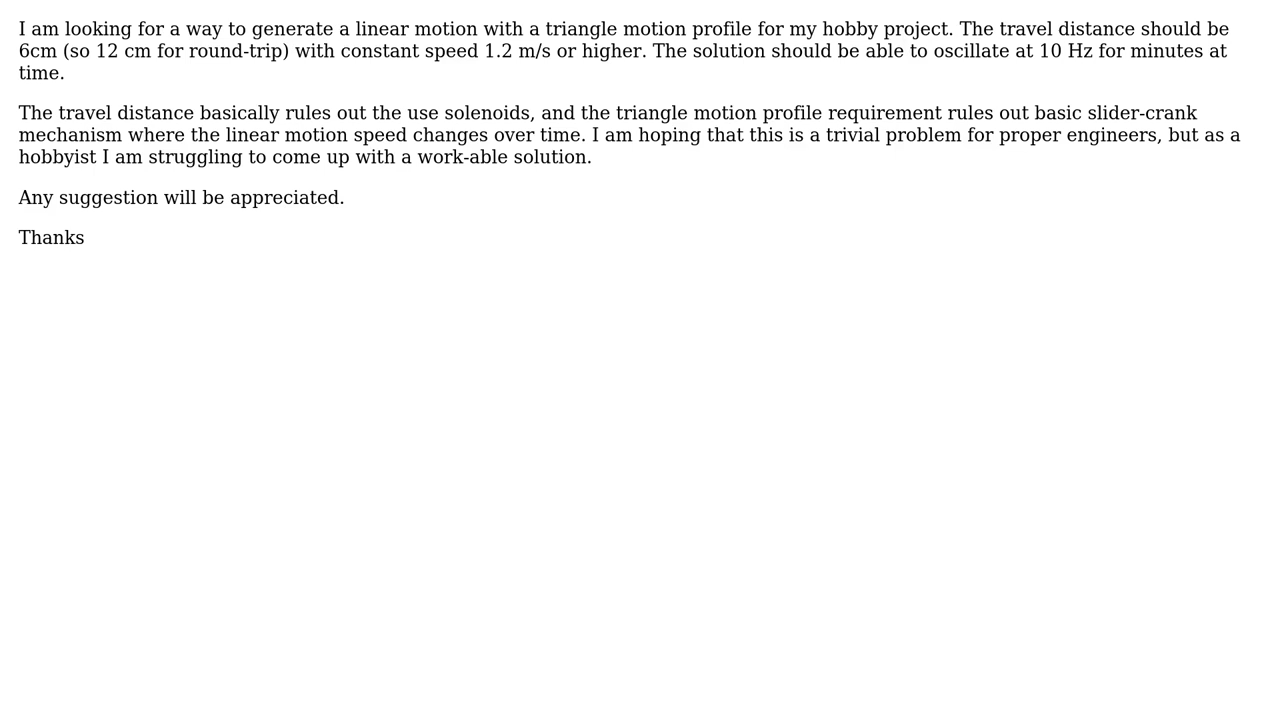 I am looking for a way to generate a linear motion with a triangle motion profile for my hobby project. The travel distance should be
6cm (so 12 cm for round-trip) with constant speed 1.2 m/s or higher. The solution should be able to oscillate at 10 Hz for minutes at
time.
The travel distance basically rules out the use solenoids, and the triangle motion profile requirement rules out basic slider-crank
mechanism where the linear motion speed changes over time. I am hoping that this is a trivial problem for proper engineers, but as a
hobbyist I am struggling to come up with a work-able solution.
Any suggestion will be appreciated.
Thanks